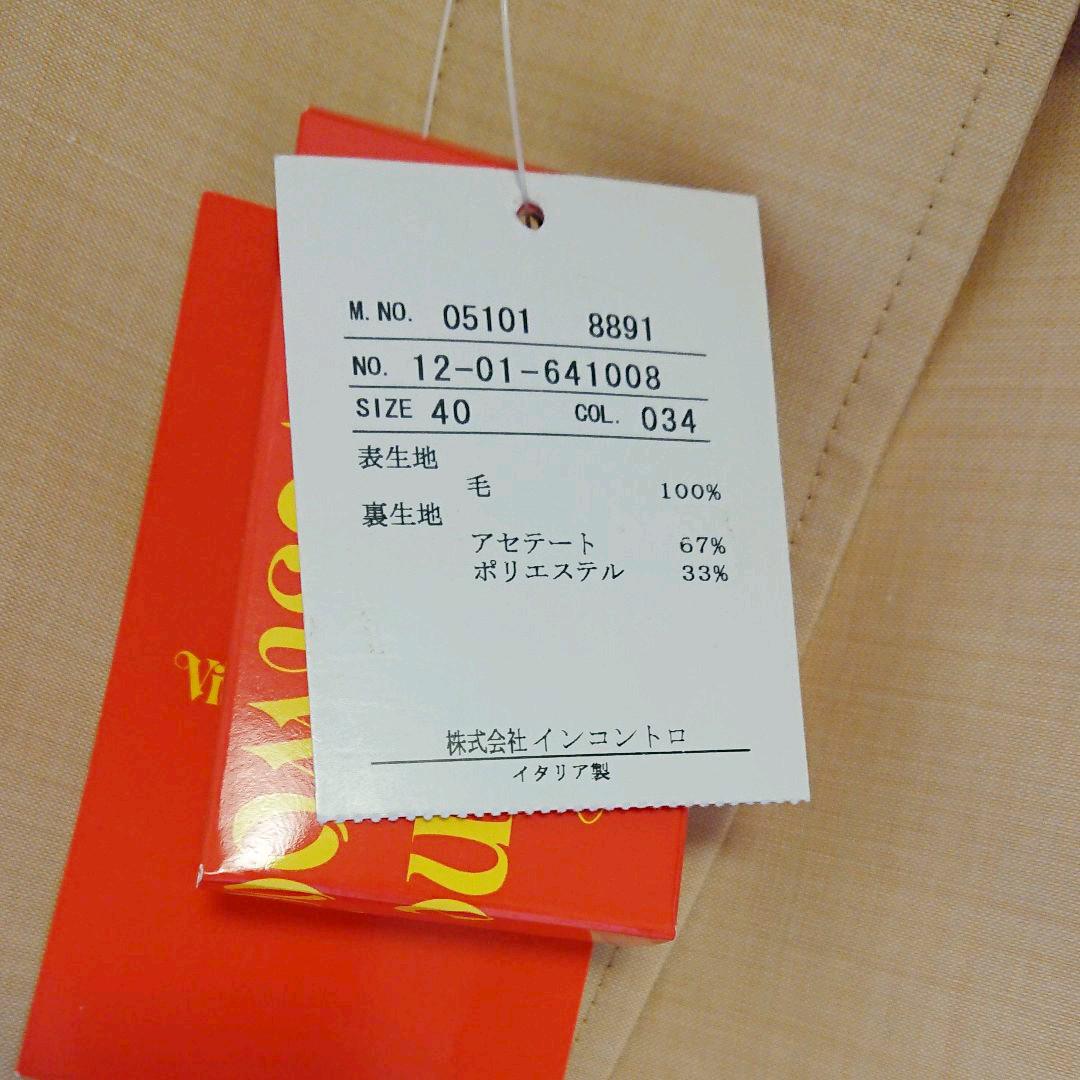 M.NO. 05101 8891
NO. 12-01-641008
SIZE 40 COL. 034
表生地
毛 100%
裏生地
アセテート 67%
ポリエステル 33%
株式会社インコントロ
イタリア製